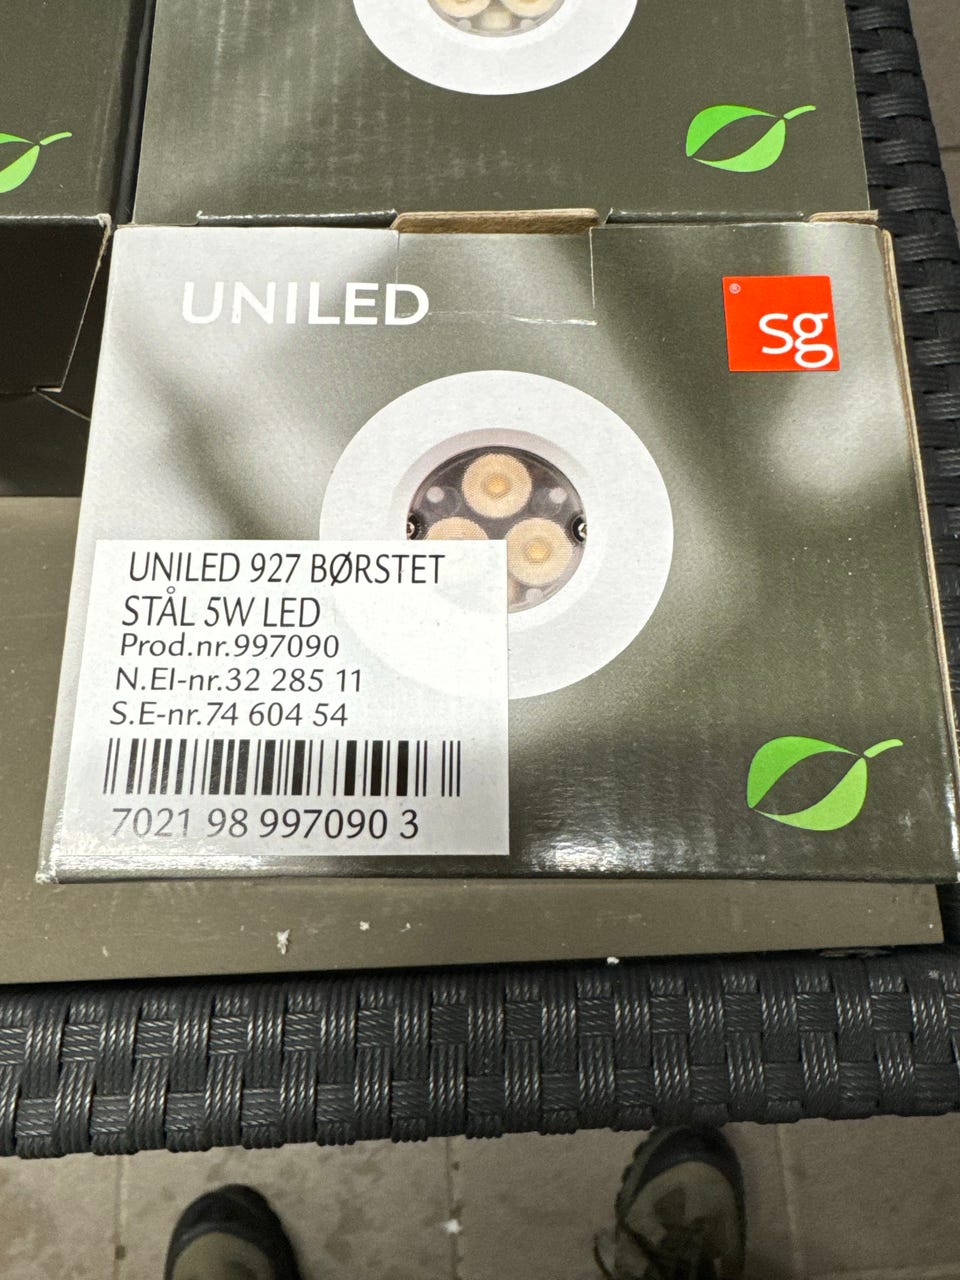 UNILED
® sg
UNILED 927 BØRSTET
STÅL 5W LED
Prod.nr.997090
N.El-nr.32 285 11
S.E-nr.74 604 54
7021 98 997090 3